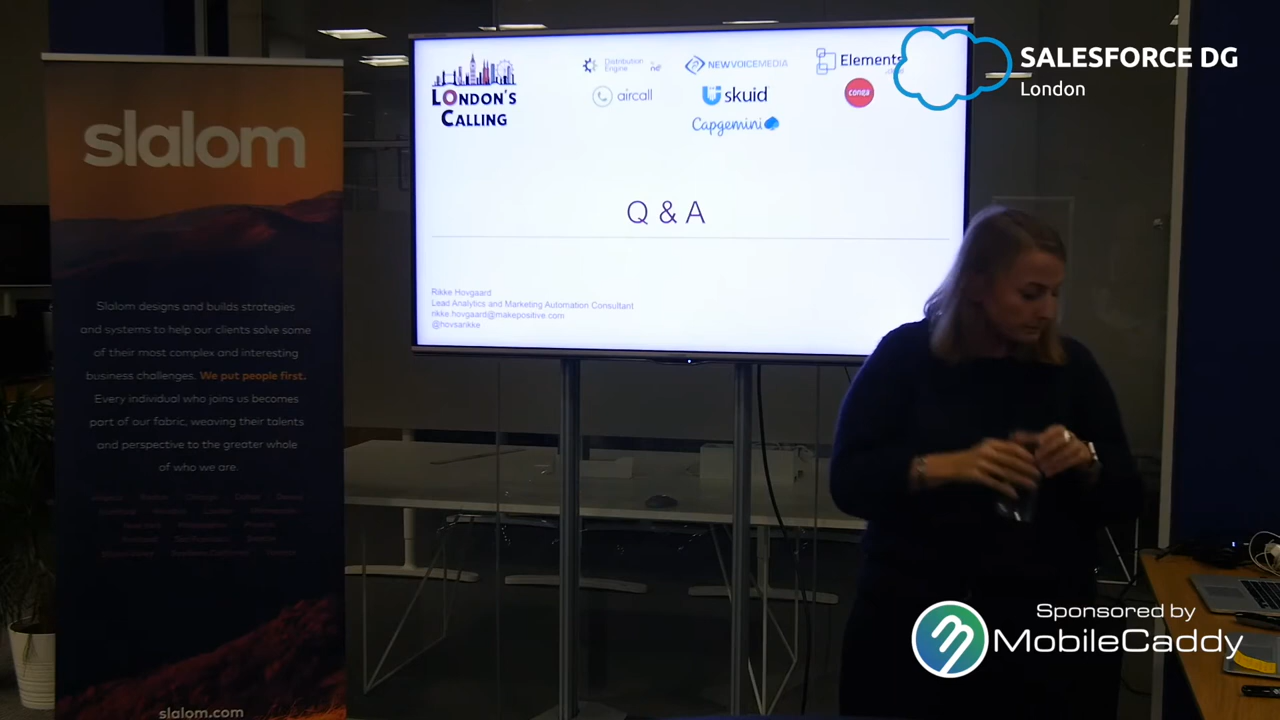 slalom
Slalom designs and builds strategies
and systems to help our clients solve some
of their most complex and interesting
business challenges. We put people first.
Every individual who joins us becomes
part of our fabric, weaving their talents
and perspective to the greater whole
of who we are.
slalom.com
LONDON'S
CALLING
Distribution
Engine
NEWVOICEMEDIA
Elements
aircall
skuid
conga
Capgemini
Q & A
Rikke Hovgaard
Lead Analytics and Marketing Automation Consultant
rikke.hovgaard@makepositive.com
@hovsarikke
SALESFORCE DG
London
Sponsored by
MobileCaddy